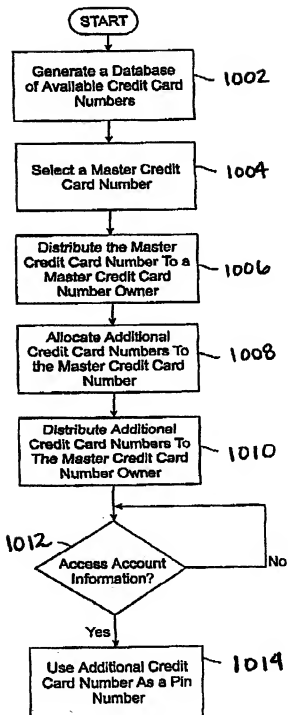 START
Generate a Database
of Available Credit Card
Numbers
1002
Select a Master Credit
Card Number
1004
Distribute the Master
Credit Card Number To a
Master Credit Card
Number Owner
1006
Allocate Additional
Credit Card Numbers To
the Master Credit Card
Number
1008
Distribute Additional
Credit Card Numbers To
The Master Credit Card
Number Owner
1010
1012
Access Account
Information?
No
Yes
Use Additional Credit
Card Number As a Pin
Number
1014